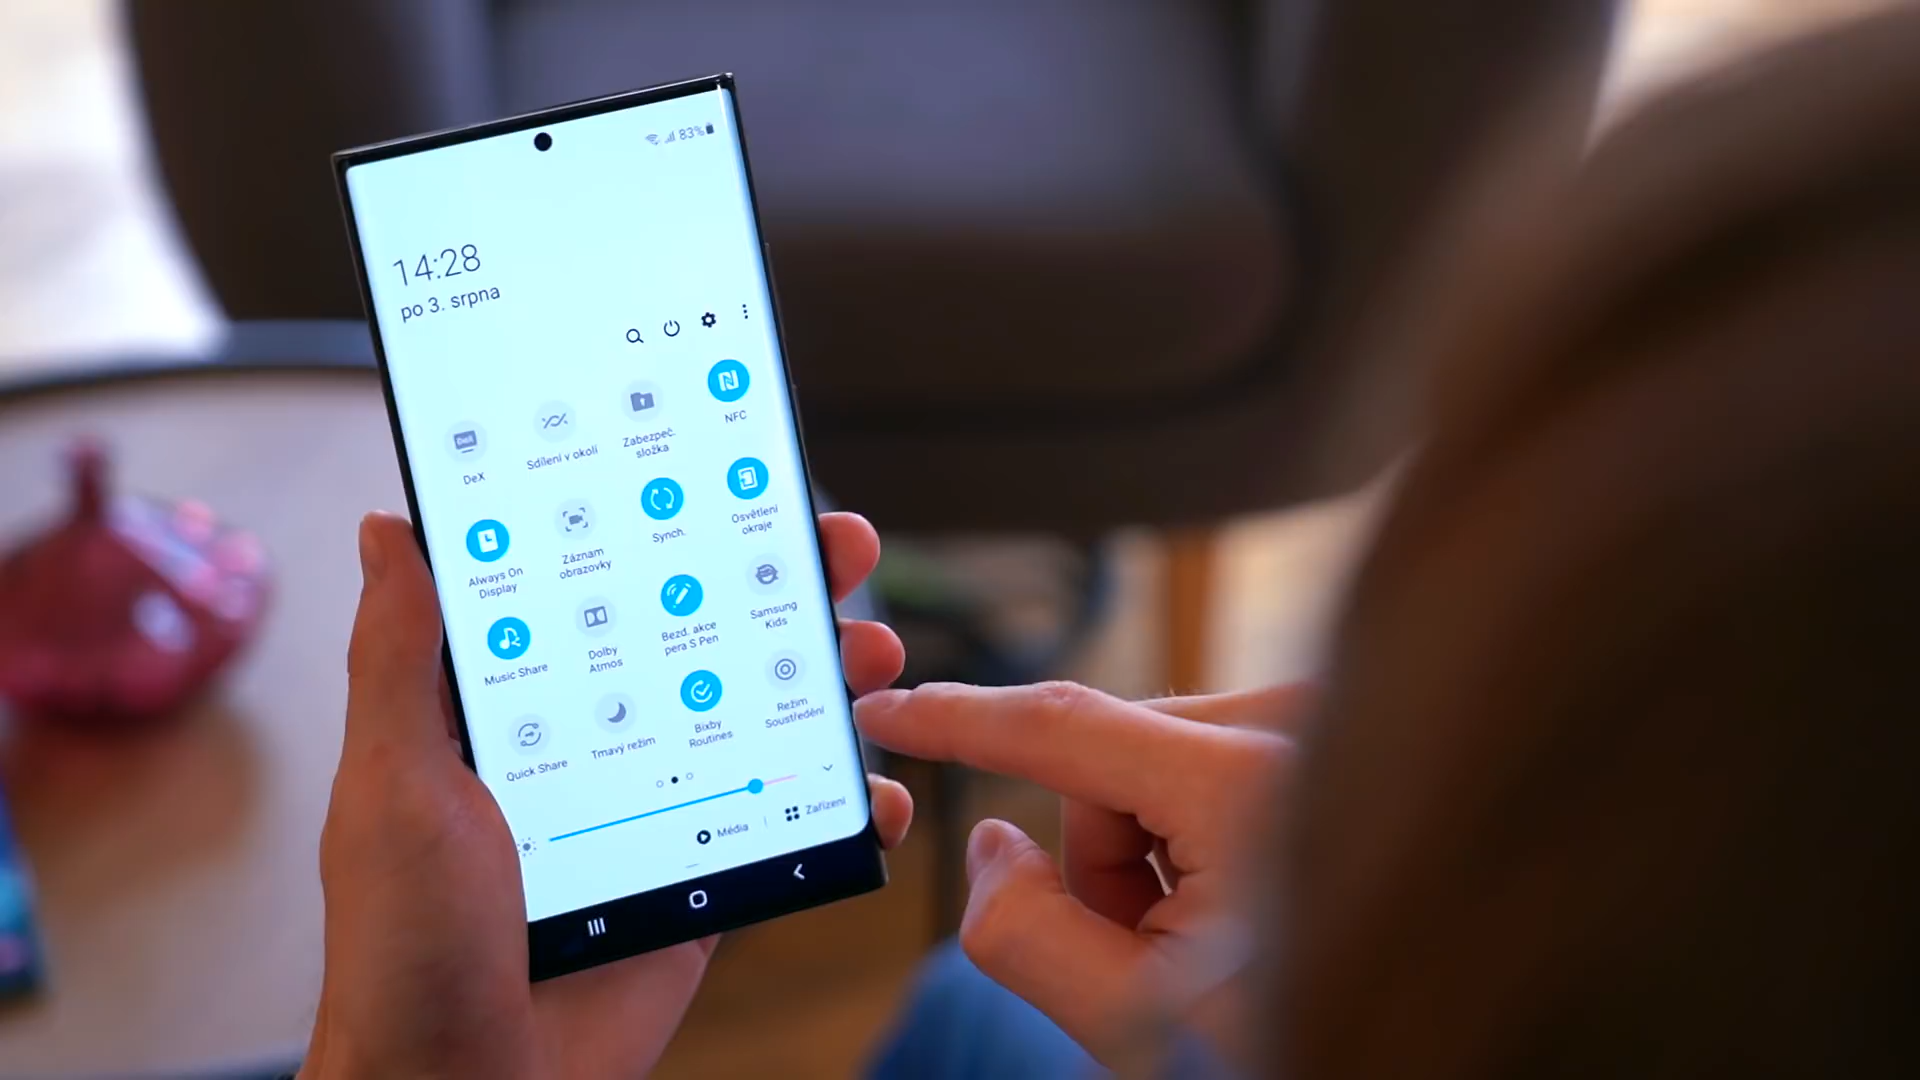 83%
14:28
po 3. srpna
DeX
DeX
Sdílení v okolí
Zabezpeč.
složka
NFC
Always On
Display
Záznam
obrazovky
Synch.
Osvětlení
okraje
Music Share
Dolby
Atmos
Bezd. akce
pera S Pen
Samsung
Kids
Quick Share
Tmavý režim
Bixby
Routines
Režim
Soustředění
Média
Zařízení